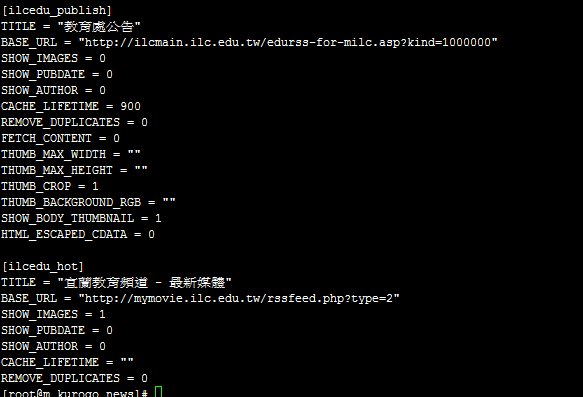 [ilcedu_publish]
TITLE = "教育處公告"
BASE_URL = "http://ilcmain.ilc.edu.tw/edurss-for-milc.asp?kind=1000000"
SHOW_IMAGES = 0
SHOW_PUBDATE = 0
SHOW_AUTHOR = 0
CACHE_LIFETIME = 900
REMOVE_DUPLICATES = 0
FETCH_CONTENT = 0
THUMB_MAX_WIDTH = ""
THUMB_MAX_HEIGHT = ""
THUMB_CROP = 1
THUMB_BACKGROUND_RGB = ""
SHOW_BODY_THUMBNAIL = 1
HTML_ESCAPED_CDATA = 0
[ilcedu_hot]
TITLE = "宜蘭教育頻道 - 最新媒體"
BASE_URL = "http://mymovie.ilc.edu.tw/rssfeed.php?type=2"
SHOW_IMAGES = 1
SHOW_PUBDATE = 0
SHOW_AUTHOR = 0
CACHE_LIFETIME = ""
REMOVE_DUPLICATES = 0
[root@m_kurogo news]#